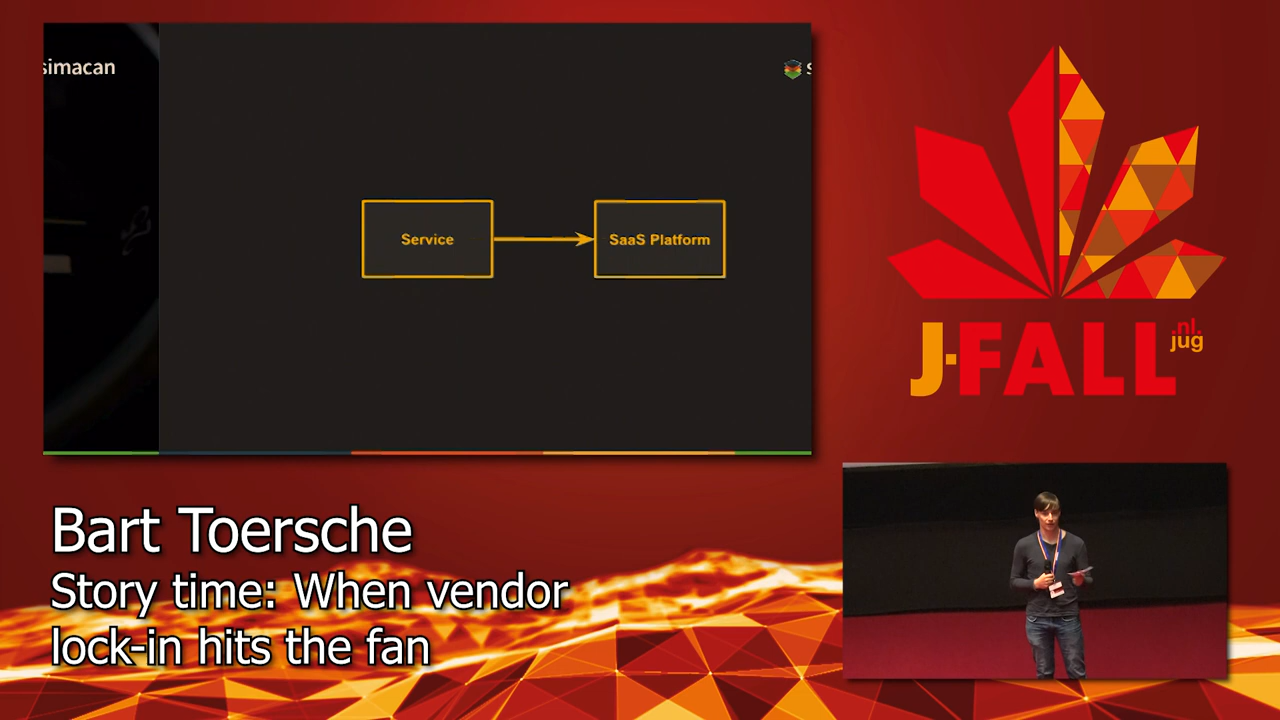 simacan
Service
SaaS Platform
J-FALL
.nl.
jug
Bart Toersche
Story time: When vendor
lock-in hits the fan